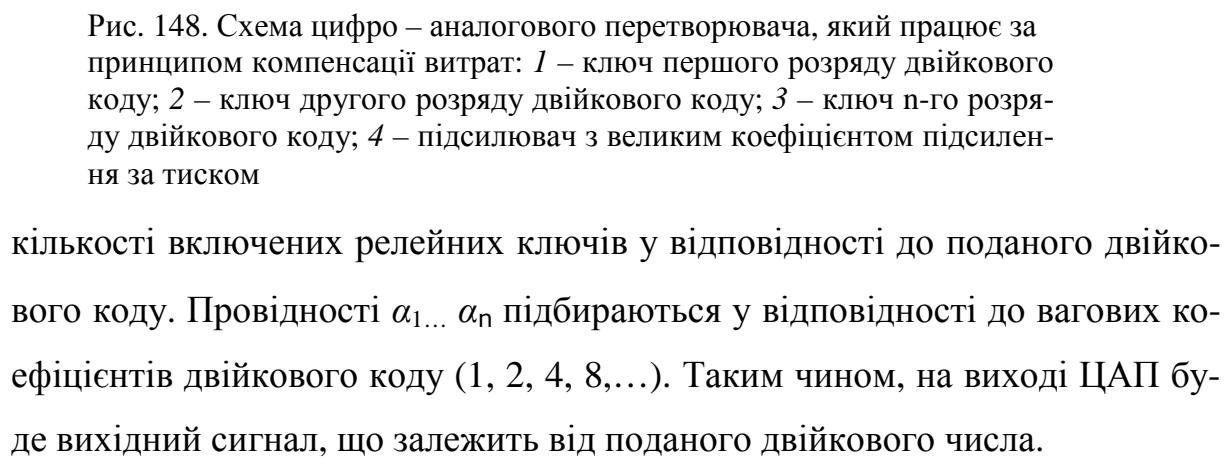 Рис. 148. Схема цифро – аналогового перетворювача, який працює за
принципом компенсації витрат: 1 – ключ першого розряду двійкового
коду; 2 – ключ другого розряду двійкового коду; 3 – ключ n-го розря-
ду двійкового коду; 4 – підсилювач з великим коефіцієнтом підсилен-
ня за тиском
кількості включених релейних ключів у відповідності до поданого двійко-
вого коду. Провідності α₁… αₙ підбираються у відповідності до вагових ко-
ефіцієнтів двійкового коду (1, 2, 4, 8,…). Таким чином, на виході ЦАП бу-
де вихідний сигнал, що залежить від поданого двійкового числа.